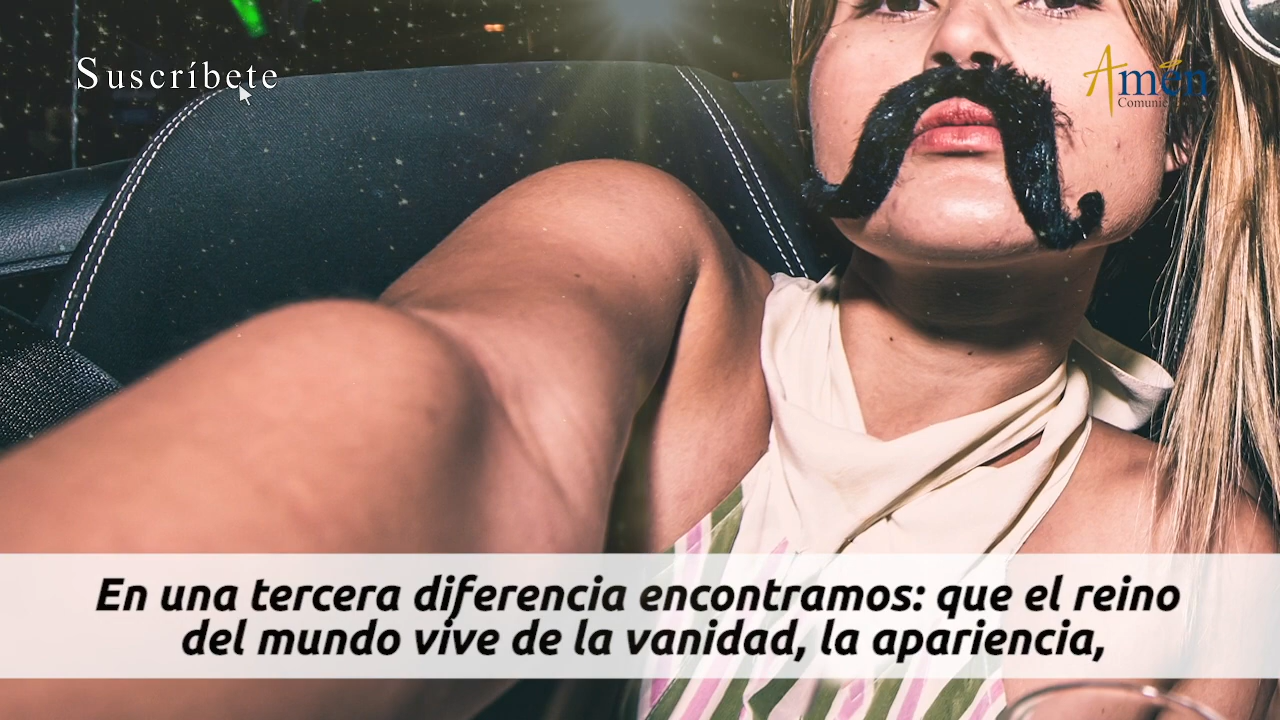 Suscríbete
Amén
En una tercera diferencia encontramos: que el reino
del mundo vive de la vanidad, la apariencia,